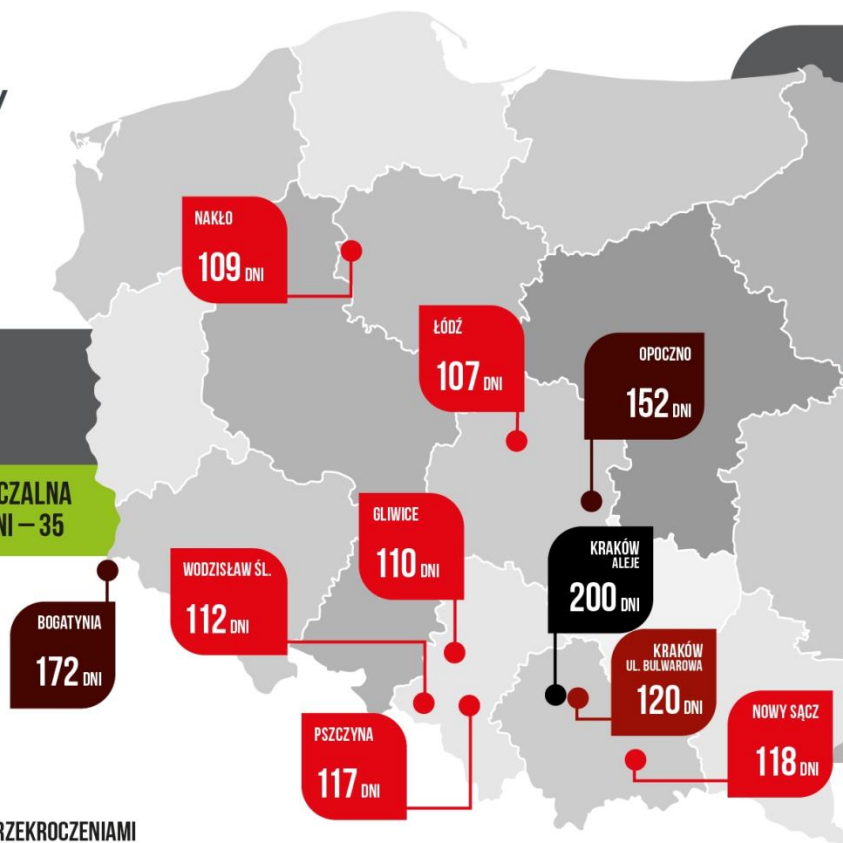 NAKŁO
109 DNI
ŁÓDŹ
107 DNI
OPOCZNO
152 DNI
CZALNA
NI – 35
GLIWICE
110 DNI
KRAKÓW
ALEJE
200 DNI
WODZISŁAW ŚL.
112 DNI
BOGATYNIA
172 DNI
KRAKÓW
UL. BULWAROWA
120 DNI
NOWY SĄCZ
118 DNI
PSZCZYNA
117 DNI
RZEKROCZENIAMI